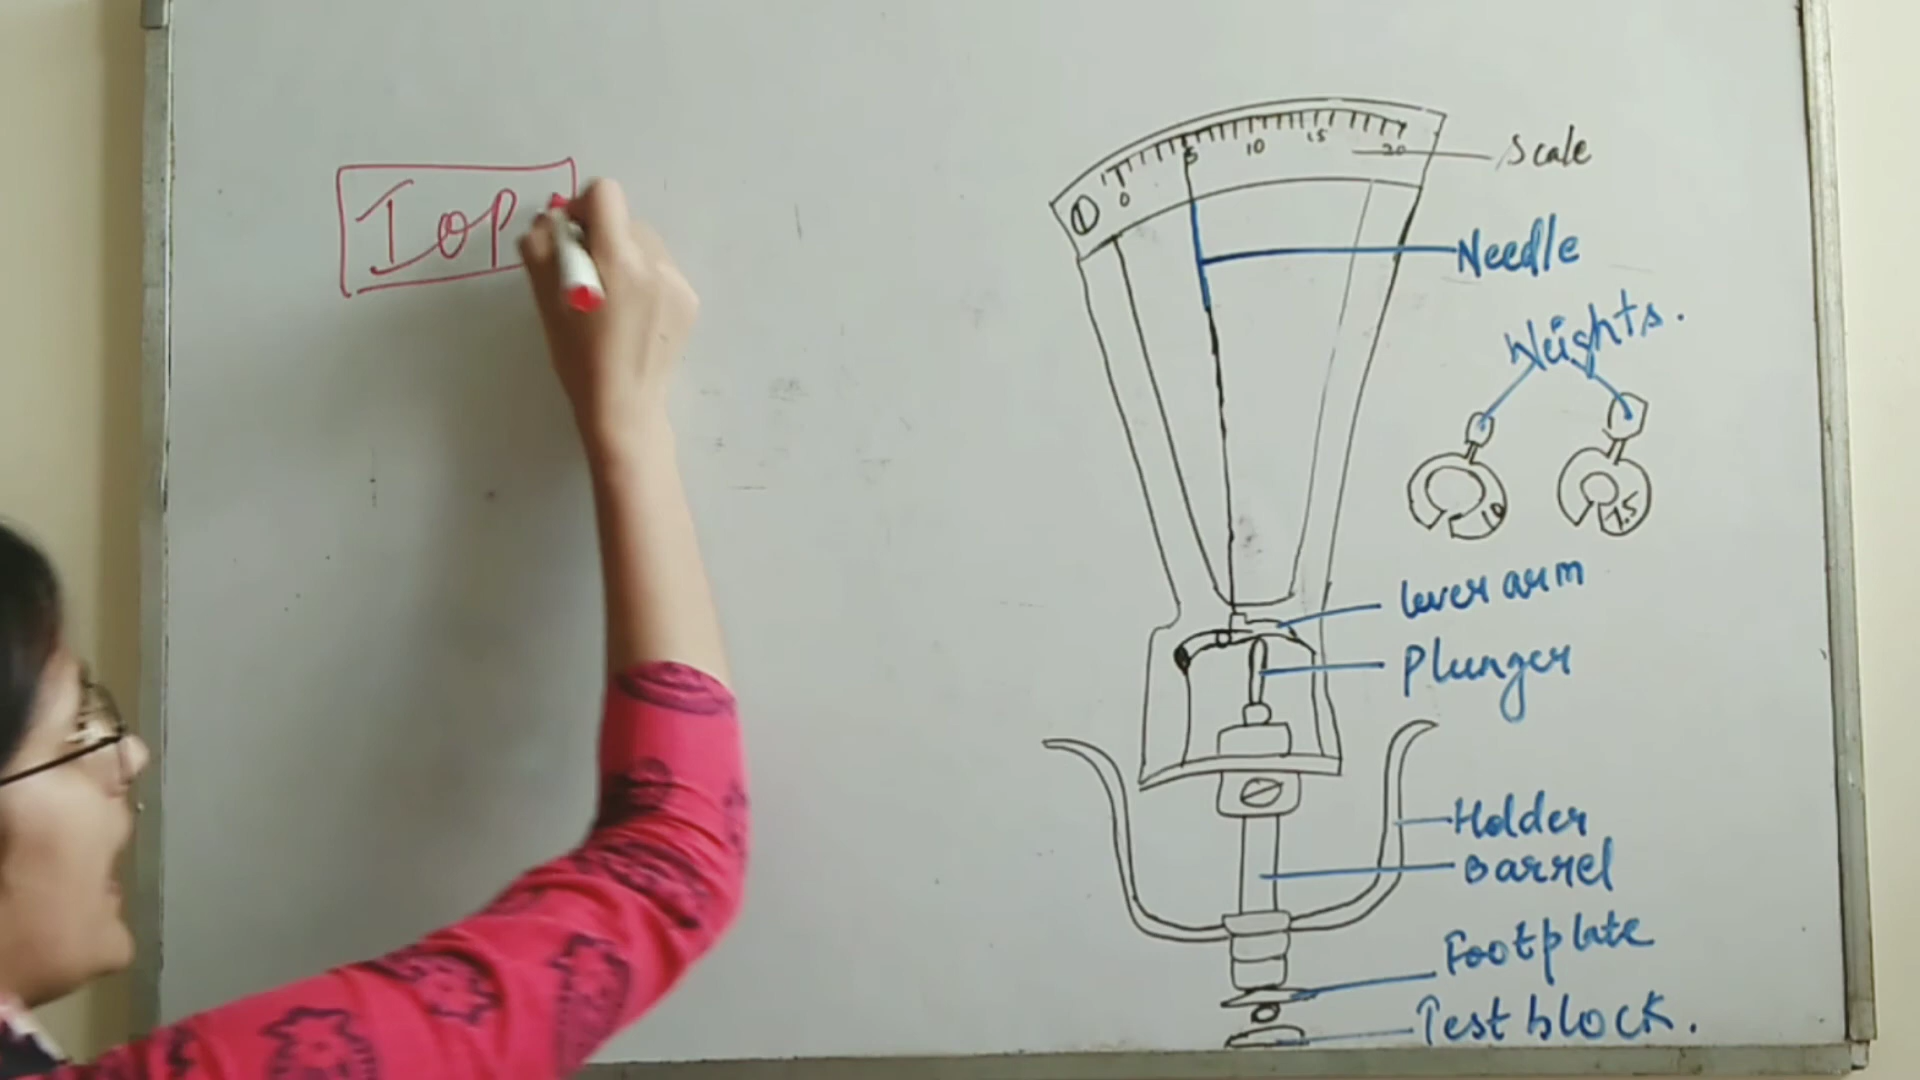 IOP
0 5 10 15 20
Scale
Needle
Weights.
10 7.5
lever arm
Plunger
Holder
Barrel
Footplate
Test block.